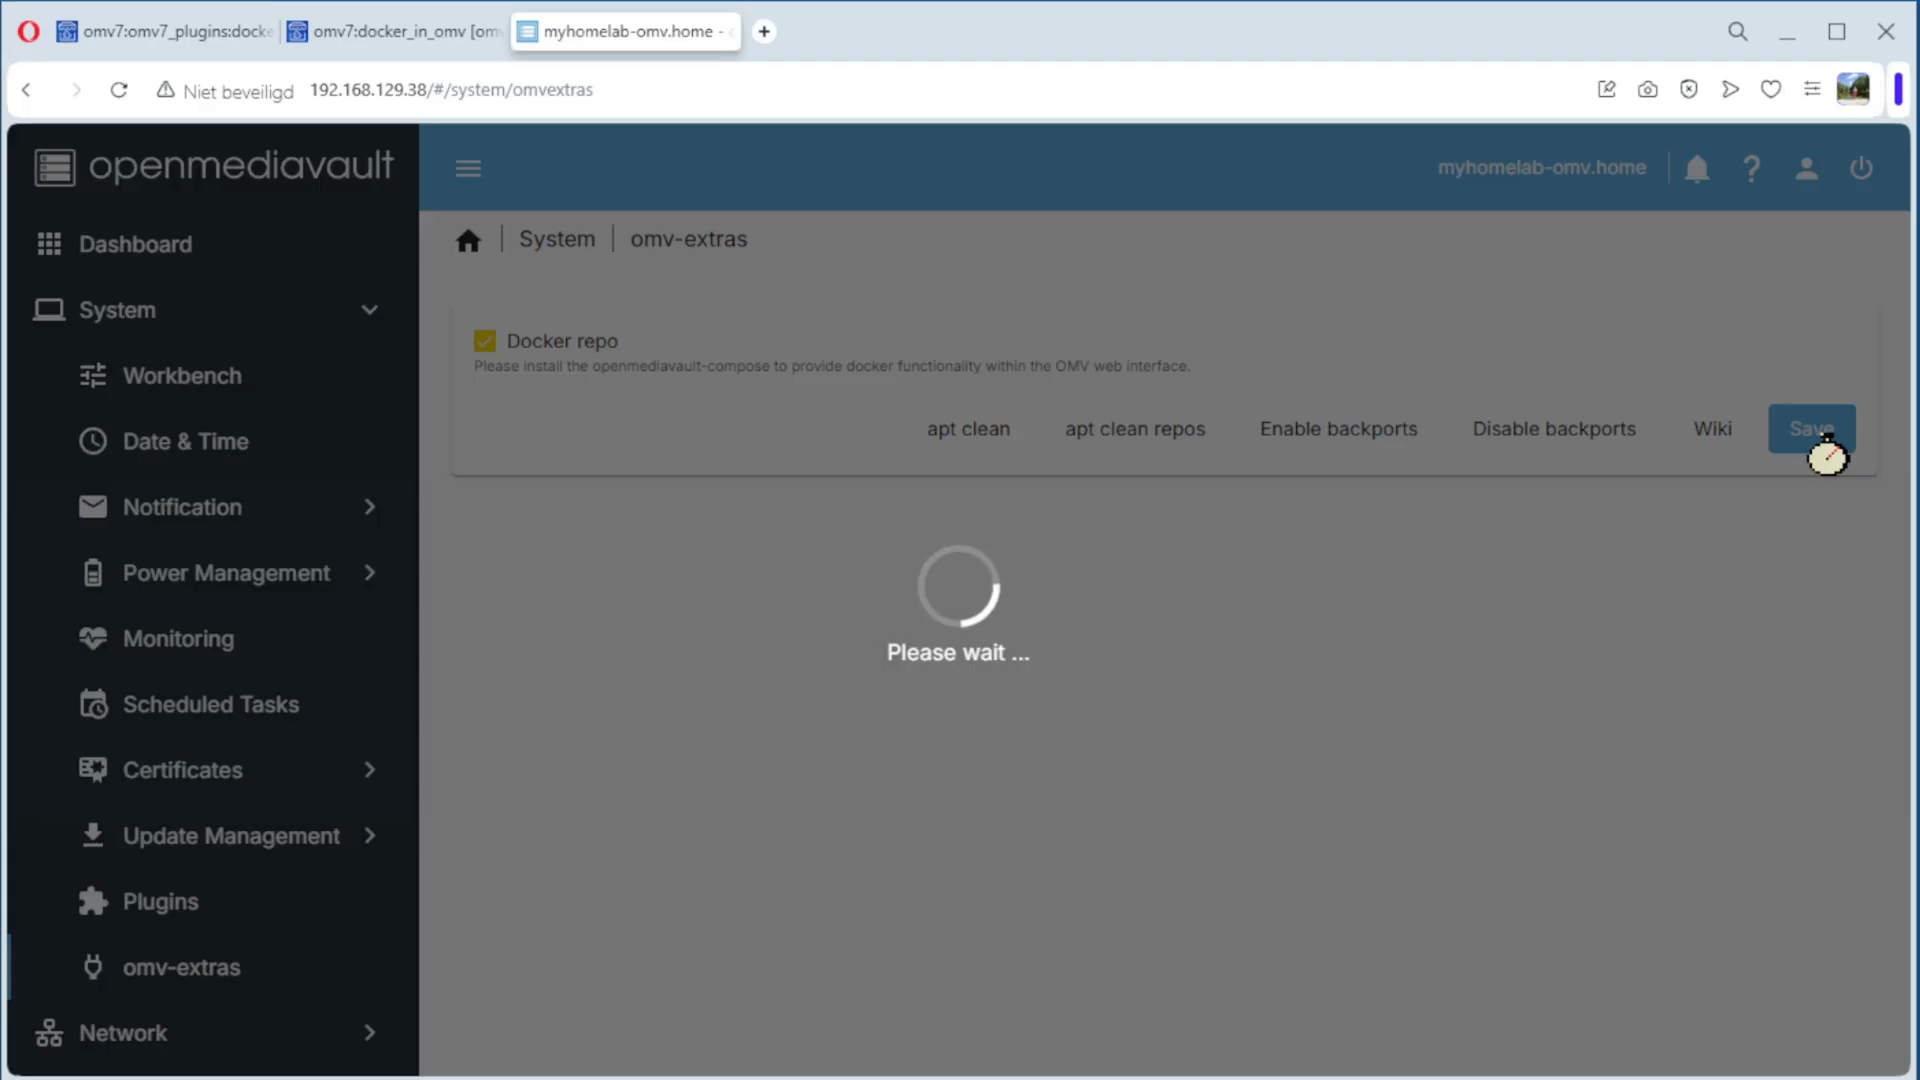 omv7:omv7_plugins:docke
omv7:docker_in_omv [om
myhomelab-omv.home -
Niet beveiligd
192.168.129.38/#/system/omvextras
openmediavault
myhomelab-omv.home
Dashboard
System
Workbench
Date & Time
Notification
Power Management
Monitoring
Scheduled Tasks
Certificates
Update Management
Plugins
omv-extras
Network
System
omv-extras
Docker repo
Please install the openmediavault-compose to provide docker functionality within the OMV web interface.
apt clean
apt clean repos
Enable backports
Disable backports
Wiki
Save
Please wait ...